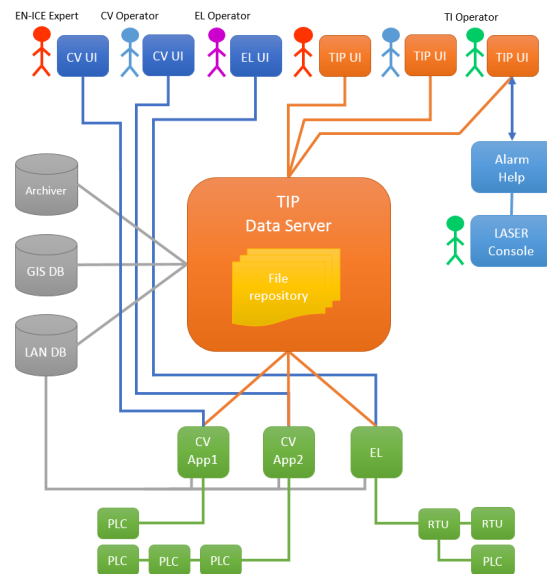 EN-ICE Expert
CV Operator
EL Operator
TI Operator
CV UI
CV UI
EL UI
TIP UI
TIP UI
TIP UI
Archiver
GIS DB
LAN DB
TIP
Data Server
File
repository
Alarm
Help
LASER
Console
CV
App1
CV
App2
EL
PLC
RTU
RTU
PLC
PLC
PLC
PLC